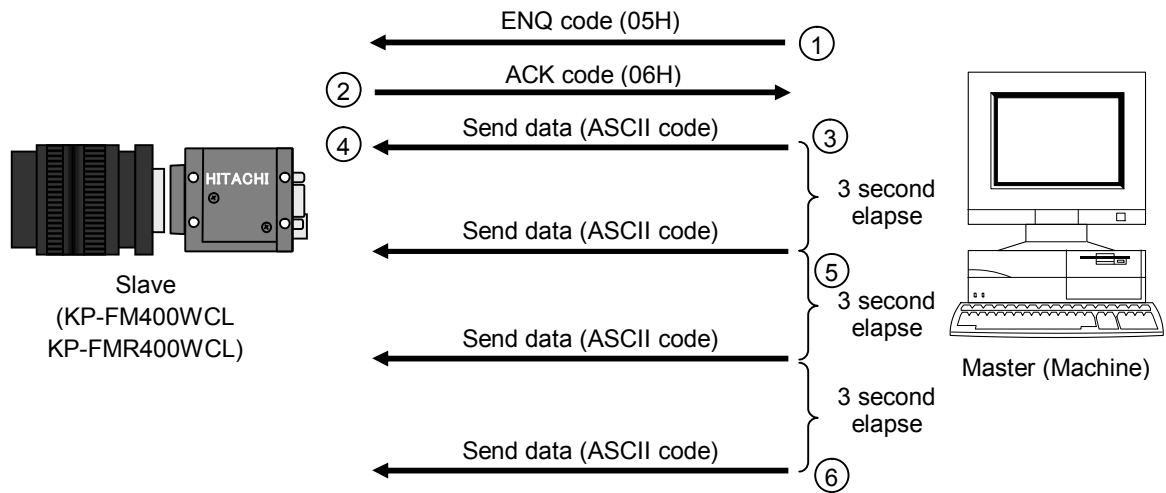 ENQ code (05H)
1
ACK code (06H)
2
Send data (ASCII code)
3
4
HITACHI
3 second
elapse
Send data (ASCII code)
5
Slave
(KP-FM400WCL
KP-FMR400WCL)
3 second
elapse
Send data (ASCII code)
Master (Machine)
3 second
elapse
Send data (ASCII code)
6